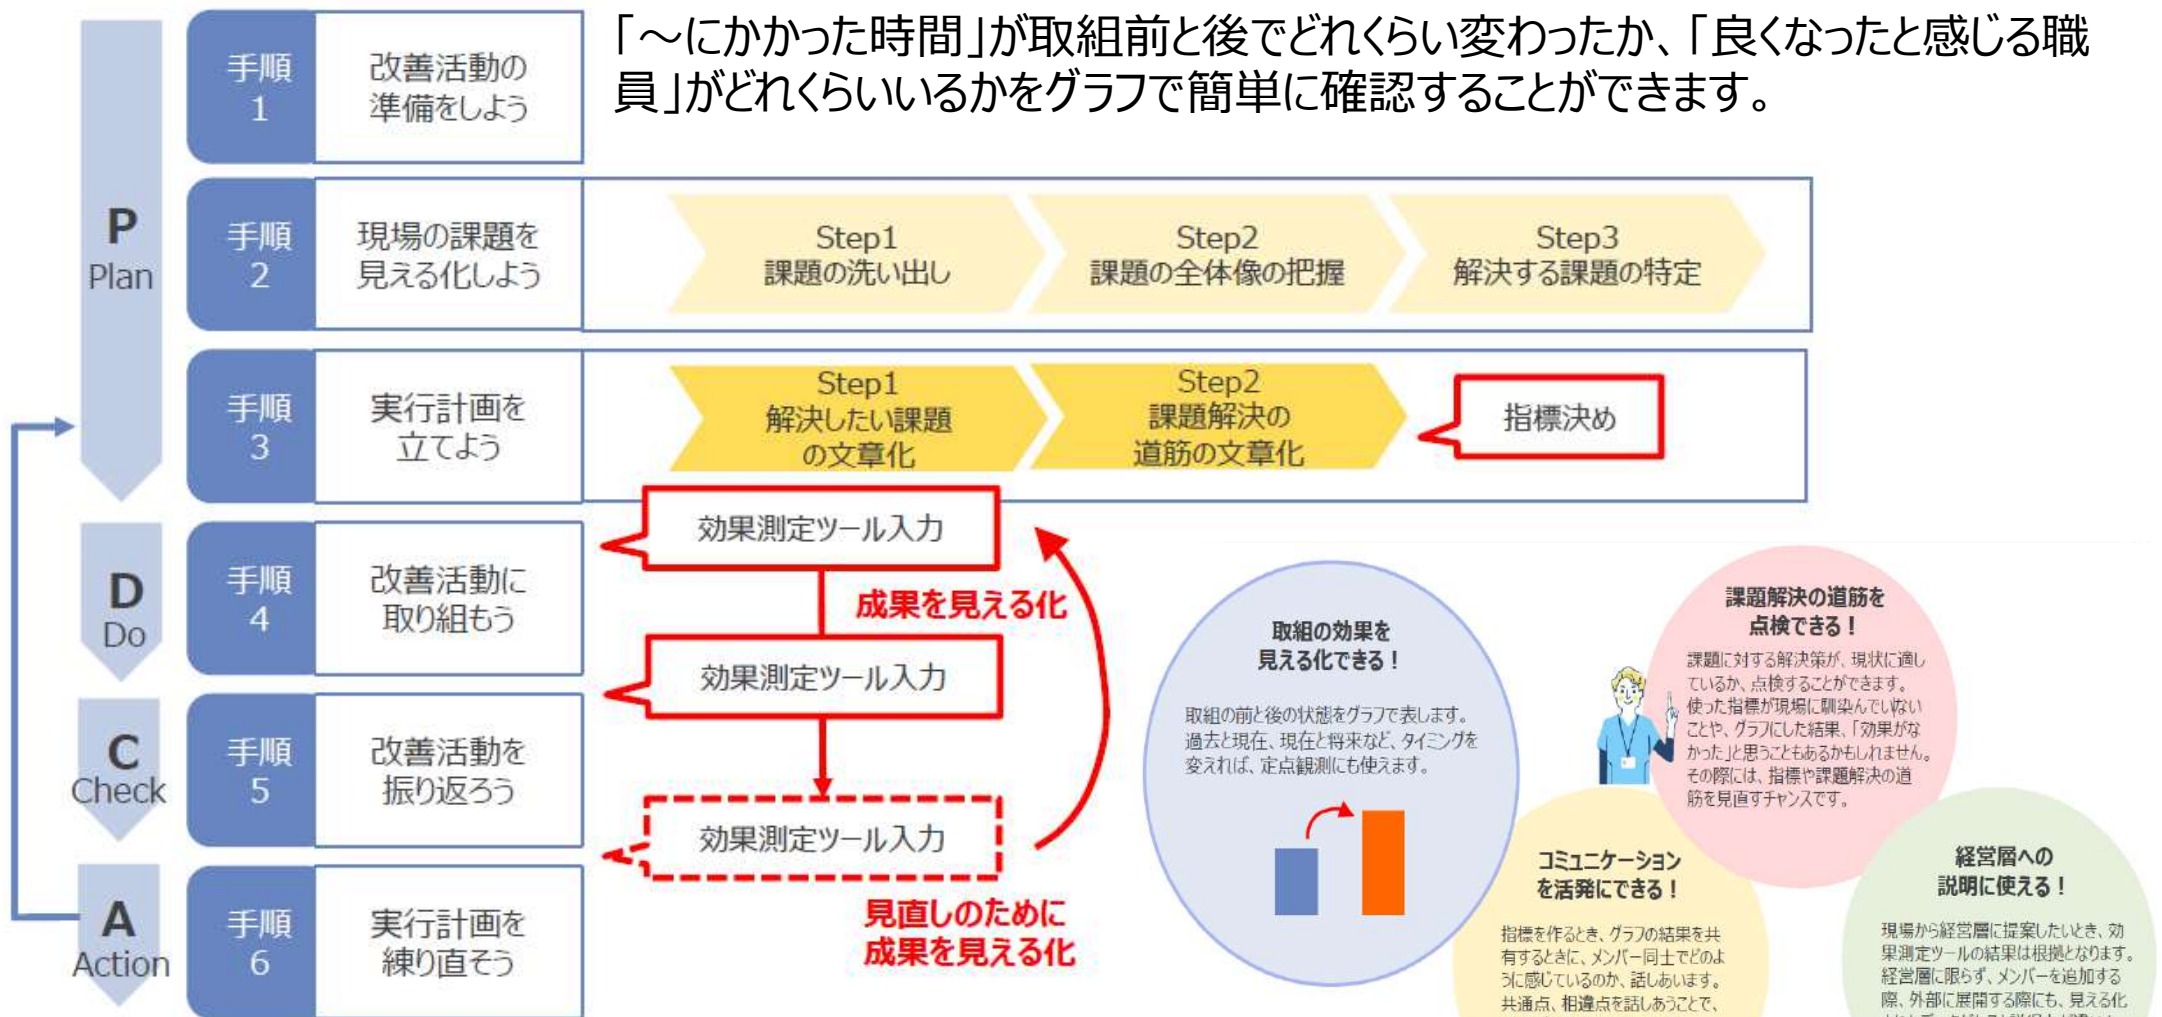 「～にかかった時間」が取組前と後でどれくらい変わったか、「良くなったと感じる職
員」がどれくらいいるかをグラフで簡単に確認することができます。
P
Plan
手順
1
改善活動の
準備をしよう
手順
2
現場の課題を
見える化しよう
Step1
課題の洗い出し
Step2
課題の全体像の把握
Step3
解決する課題の特定
手順
3
実行計画を
立てよう
Step1
解決したい課題
の文章化
Step2
課題解決の
道筋の文章化
指標決め
D
Do
手順
4
改善活動に
取り組もう
効果測定ツール入力
成果を見える化
効果測定ツール入力
C
Check
手順
5
改善活動を
振り返ろう
効果測定ツール入力
見直しのために
成果を見える化
A
Action
手順
6
実行計画を
練り直そう
取組の効果を
見える化できる！
取組の前と後の状態をグラフで表します。
過去と現在、現在と将来など、タイミングを
変えれば、定点観測にも使えます。
課題解決の道筋を
点検できる！
課題に対する解決策が、現状に適し
ているか、点検することができます。
使った指標が現場に馴染んでいない
ことや、グラフにした結果、「効果がな
かった」と思うこともあるかもしれません。
その際には、指標や課題解決の道
筋を見直すチャンスです。
コミュニケーション
を活発にできる！
指標を作るとき、グラフの結果を共
有するときに、メンバー同士でどのよ
うに感じているのか、話しあいます。
共通点、相違点を話しあうことで、
経営層への
説明に使える！
現場から経営層に提案したいとき、効
果測定ツールの結果は根拠となります。
経営層に限らず、メンバーを追加する
際、外部に展開する際にも、見える化